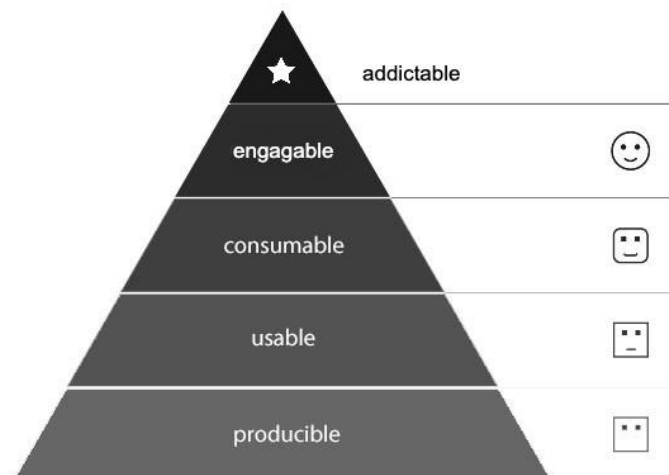 addictable
engagable
consumable
usable
producible